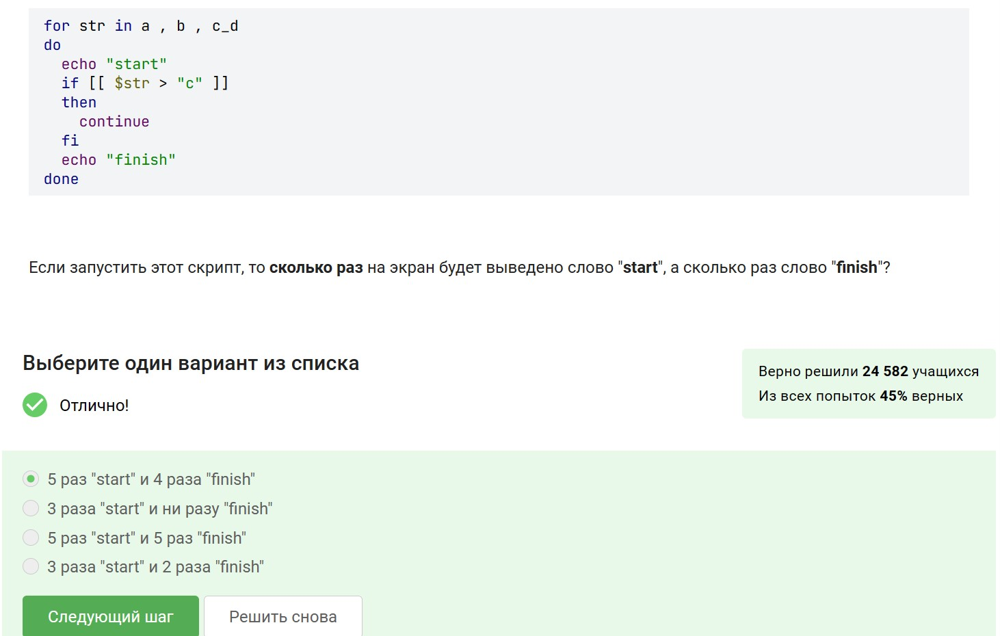 for str in a , b , c_d
do
  echo "start"
  if [[ $str > "c" ]]
  then
    continue
  fi
  echo "finish"
done
Если запустить этот скрипт, то сколько раз на экран будет выведено слово "start", а сколько раз слово "finish"?
Выберите один вариант из списка
Отлично!
Верно решили 24 582 учащихся
Из всех попыток 45% верных
5 раз "start" и 4 раза "finish"
3 раза "start" и ни разу "finish"
5 раз "start" и 5 раз "finish"
3 раза "start" и 2 раза "finish"
Следующий шаг
Решить снова